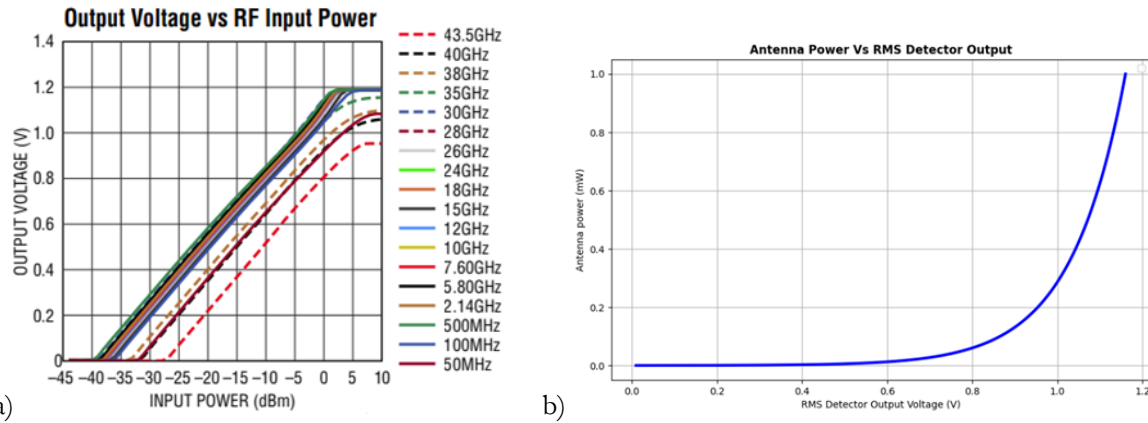 Output Voltage vs RF Input Power
1.4
1.2
1.0
0.8
0.6
0.4
0.2
0
OUTPUT VOLTAGE (V)
−45 −40 −35 −30 −25 −20 −15 −10 −5 0 5 10
INPUT POWER (dBm)
43.5GHz
40GHz
38GHz
35GHz
30GHz
28GHz
26GHz
24GHz
18GHz
15GHz
12GHz
10GHz
7.60GHz
5.80GHz
2.14GHz
500MHz
100MHz
50MHz
a)
Antenna Power Vs RMS Detector Output
1.0
0.8
0.6
0.4
0.2
0.0
Antenna power (mW)
0.0 0.2 0.4 0.6 0.8 1.0 1.2
RMS Detector Output Voltage (V)
b)